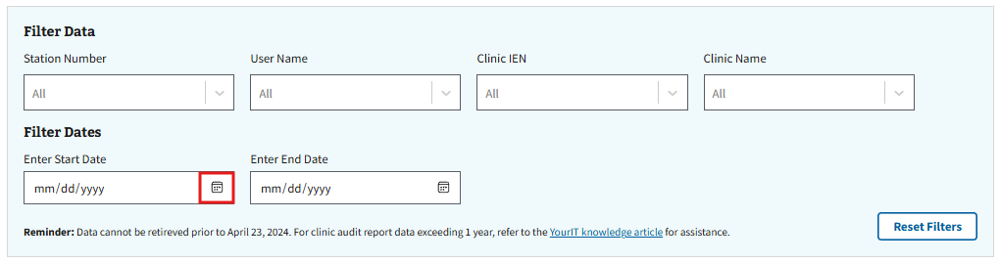 Filter Data
Station Number User Name Clinic IEN Clinic Name
All All All All
Filter Dates
Enter Start Date Enter End Date
mm/dd/yyyy mm/dd/yyyy
Reminder: Data cannot be retireved prior to April 23, 2024. For clinic audit report data exceeding 1 year, refer to the YourIT knowledge article for assistance.
Reset Filters